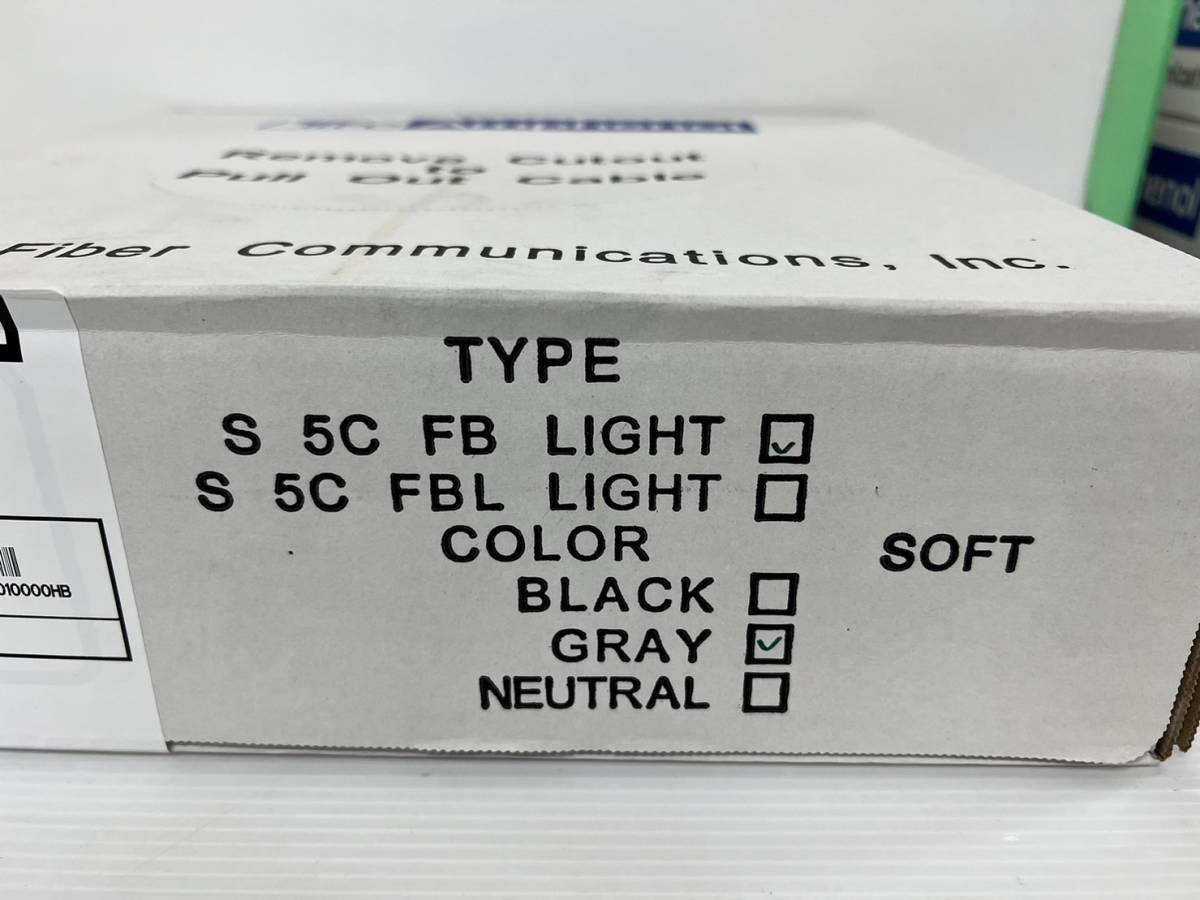 Remove Cutout
to
Pull Out Cable
Fiber Communications, Inc.
TYPE
S 5C FB LIGHT
S 5C FBL LIGHT
COLOR
SOFT
BLACK
GRAY
NEUTRAL
010000HB